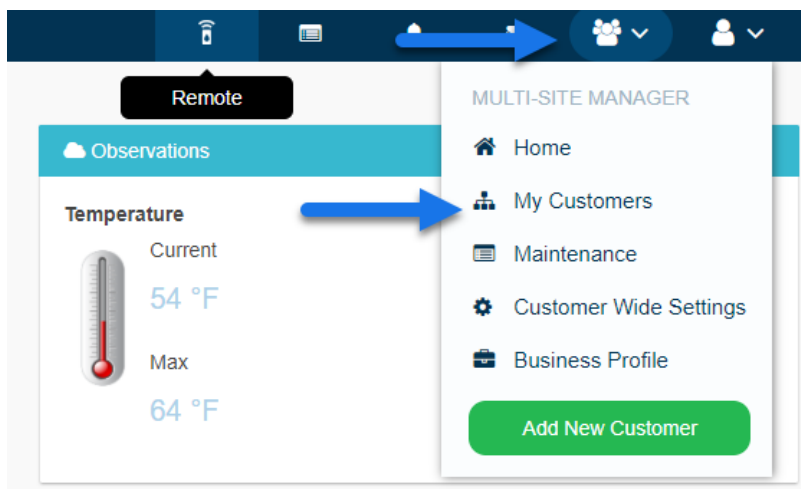 Remote
MULTI-SITE MANAGER
Observations
Home
My Customers
Temperature
Current
Maintenance
54 °F
Customer Wide Settings
Max
Business Profile
64 °F
Add New Customer